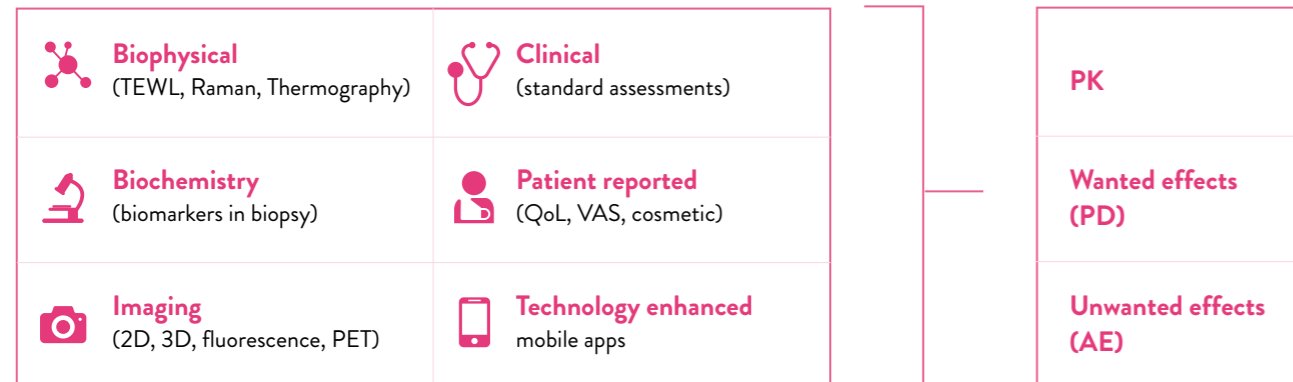 Biophysical
(TEWL, Raman, Thermography)
Clinical
(standard assessments)
Biochemistry
(biomarkers in biopsy)
Patient reported
(QoL, VAS, cosmetic)
Imaging
(2D, 3D, fluorescence, PET)
Technology enhanced
mobile apps
PK
Wanted effects
(PD)
Unwanted effects
(AE)